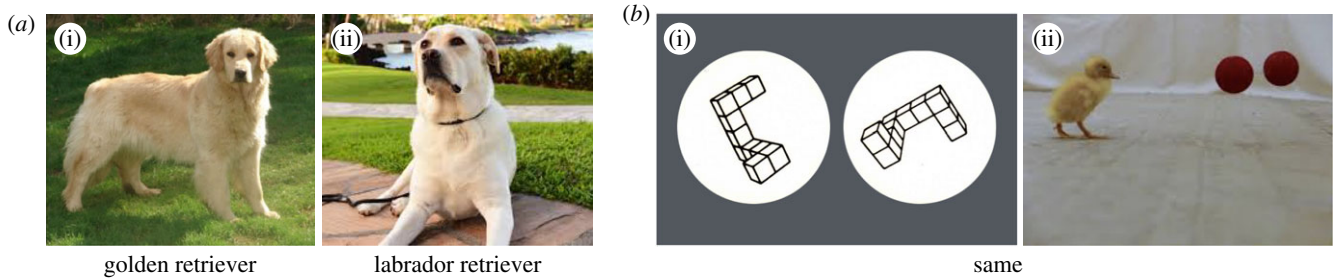 (a)
(i)
(ii)
golden retriever
labrador retriever
(b)
(i)
(ii)
same